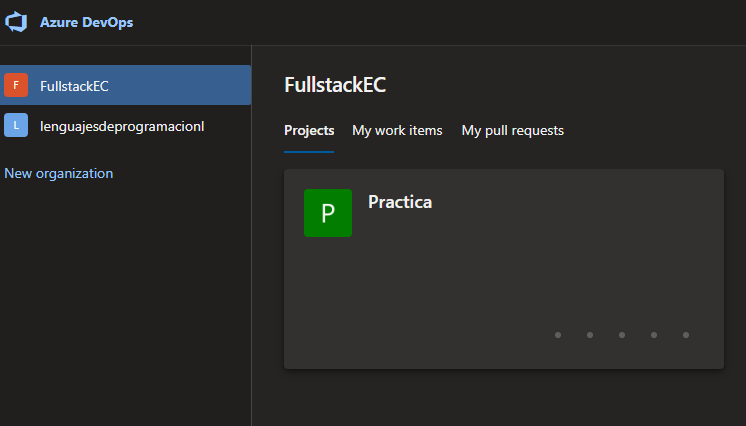 Azure DevOps
F FullstackEC
L lenguajesdeprogramacionl
New organization
FullstackEC
Projects My work items My pull requests
P Practica